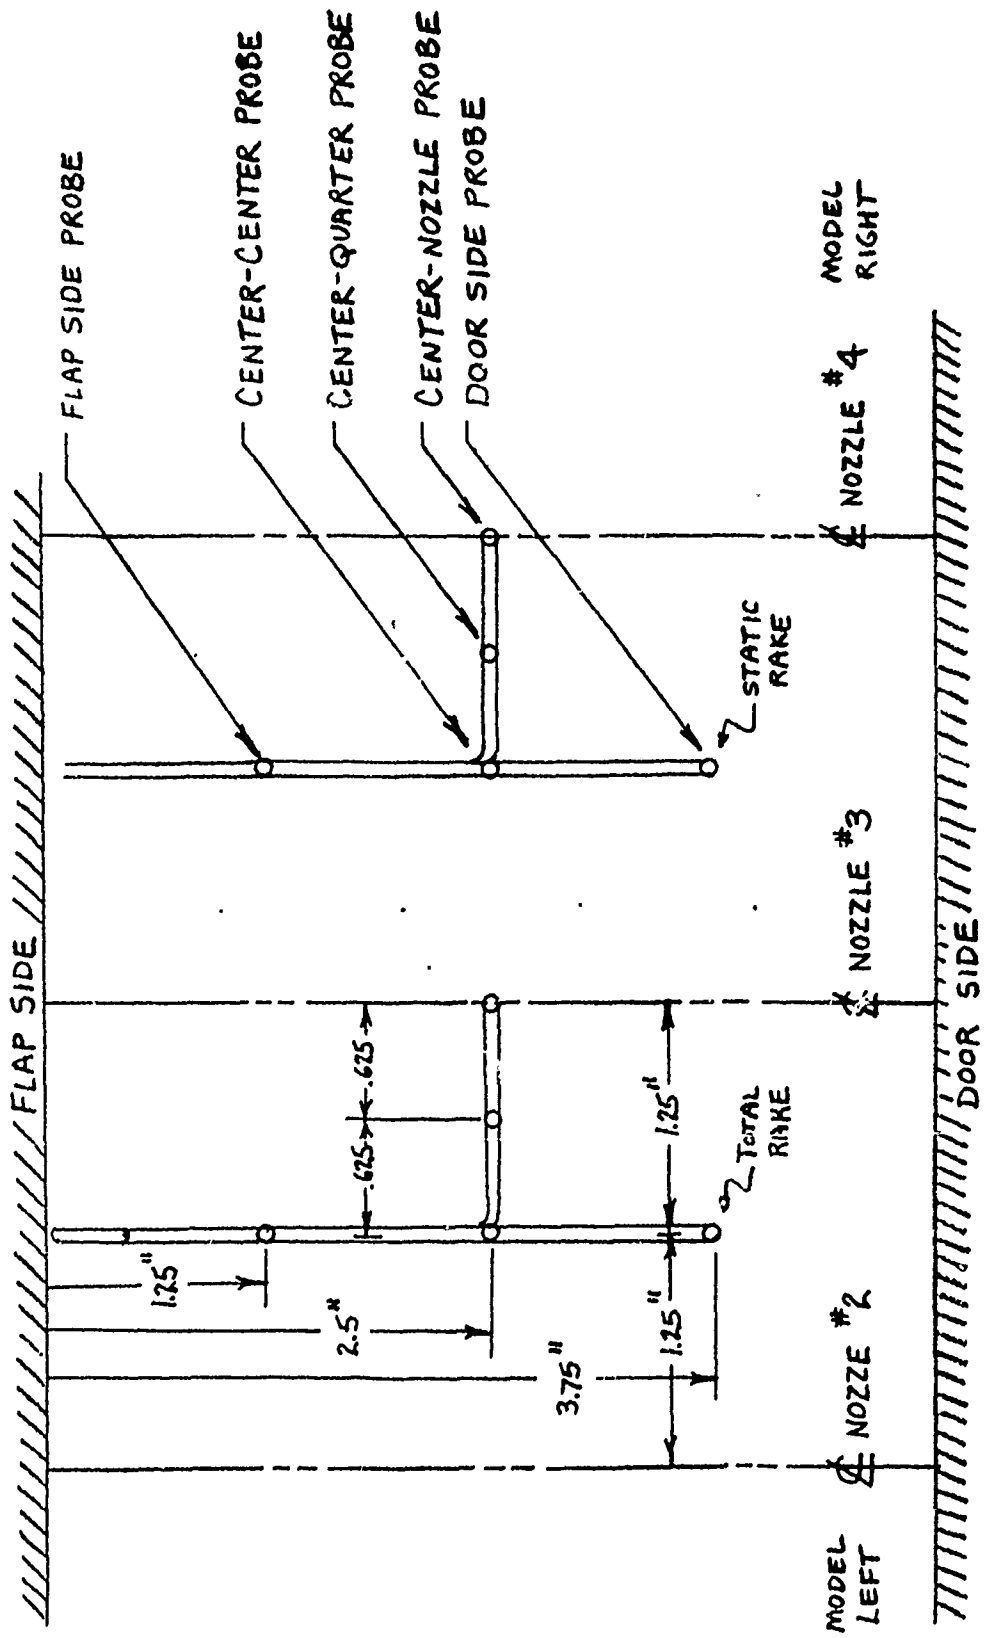 FLAP SIDE
FLAP SIDE PROBE
CENTER-CENTER PROBE
CENTER-QUARTER PROBE
CENTER-NOZZLE PROBE
DOOR SIDE PROBE
1.25"
2.5"
3.75"
.625
.625
1.25"
1.25"
TOTAL
RAKE
STATIC
RAKE
MODEL
LEFT
℄ NOZZE #2
℄ NOZZLE #3
℄ NOZZLE #4
MODEL
RIGHT
DOOR SIDE